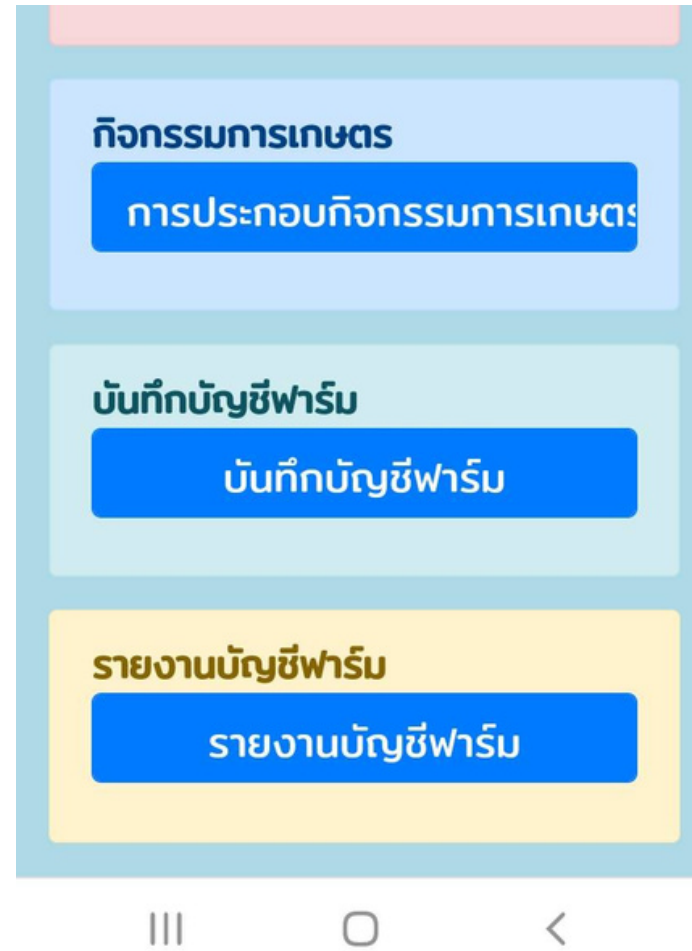 กิจกรรมการเกษตร
การประกอบกิจกรรมการเกษตร
บันทึกบัญชีฟาร์ม
บันทึกบัญชีฟาร์ม
รายงานบัญชีฟาร์ม
รายงานบัญชีฟาร์ม